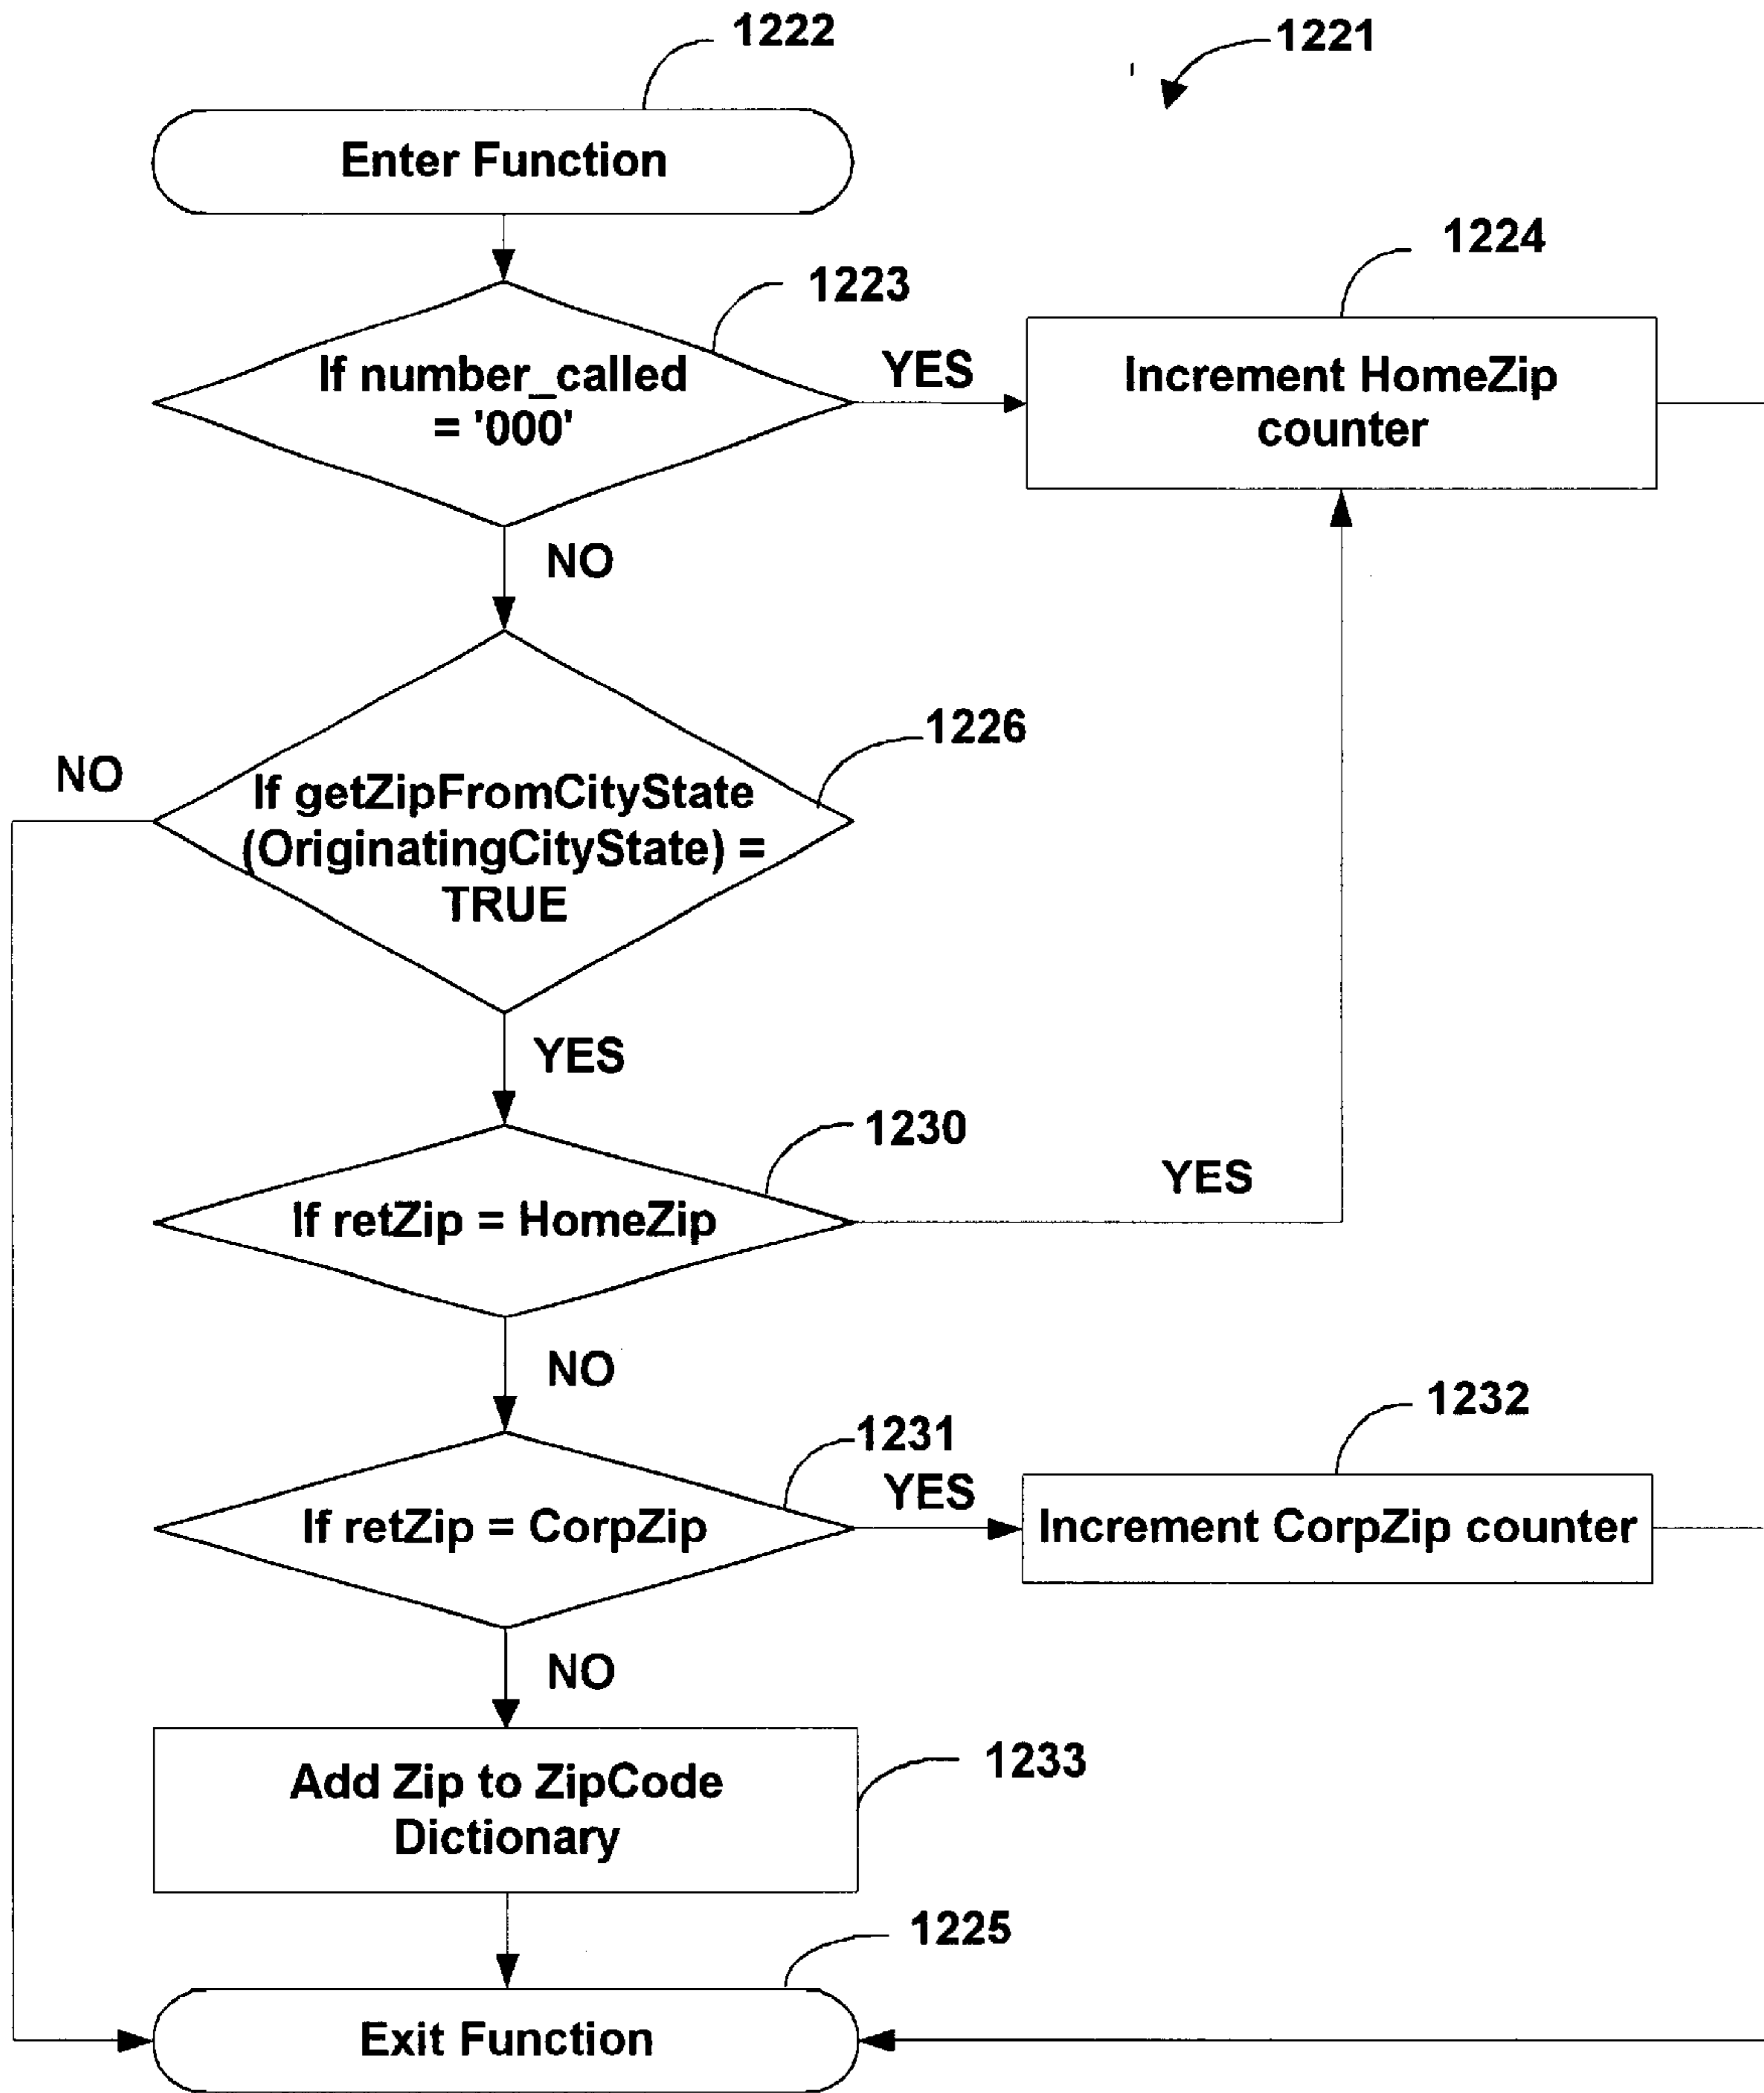 1222
1221
Enter Function
1224
1223
If number_called
= '000'
YES
Increment HomeZip
counter
NO
1226
NO
If getZipFromCityState
(OriginatingCityState) =
TRUE
YES
1230
YES
If retZip = HomeZip
NO
1232
1231
YES
If retZip = CorpZip
Increment CorpZip counter
NO
1233
Add Zip to ZipCode
Dictionary
1225
Exit Function